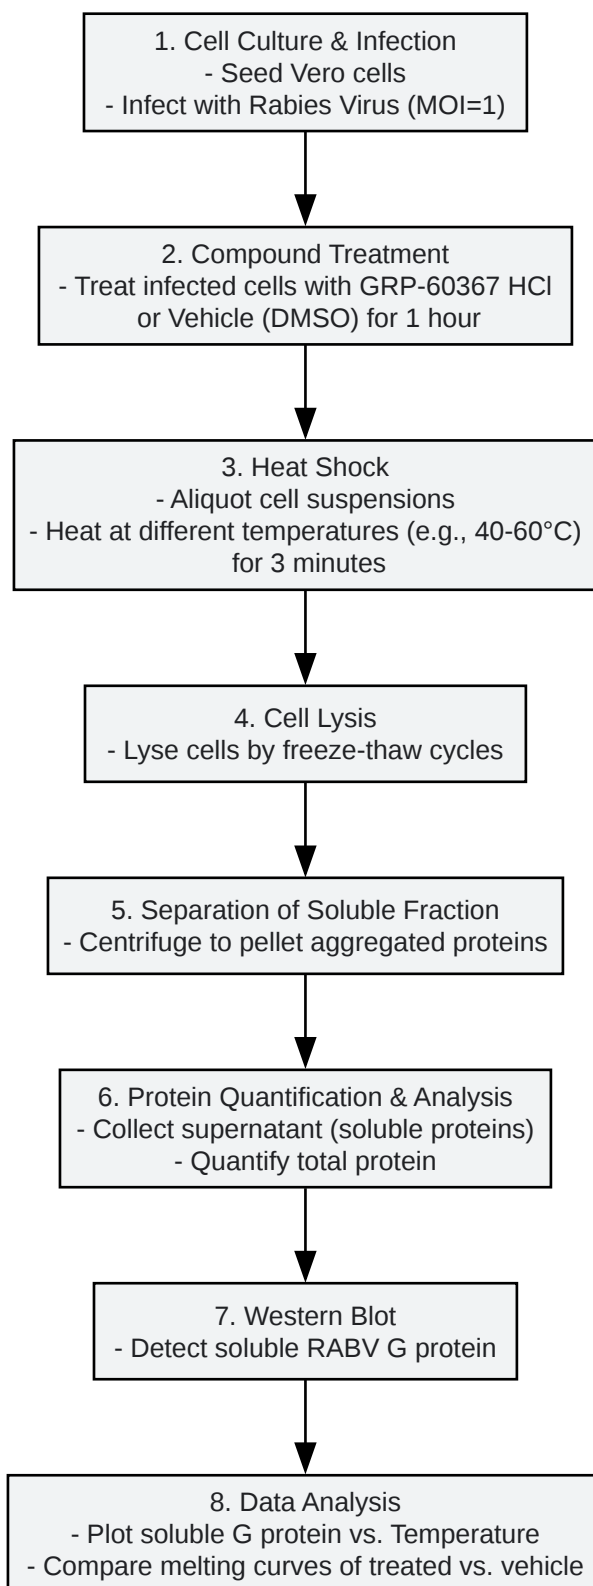 1. Cell Culture & Infection
- Seed Vero cells
- Infect with Rabies Virus (MOI=1)
2. Compound Treatment
- Treat infected cells with GRP-60367 HCl
or Vehicle (DMSO) for 1 hour
3. Heat Shock
- Aliquot cell suspensions
- Heat at different temperatures (e.g., 40-60°C)
for 3 minutes
4. Cell Lysis
- Lyse cells by freeze-thaw cycles
5. Separation of Soluble Fraction
- Centrifuge to pellet aggregated proteins
6. Protein Quantification & Analysis
- Collect supernatant (soluble proteins)
- Quantify total protein
7. Western Blot
- Detect soluble RABV G protein
8. Data Analysis
- Plot soluble G protein vs. Temperature
- Compare melting curves of treated vs. vehicle